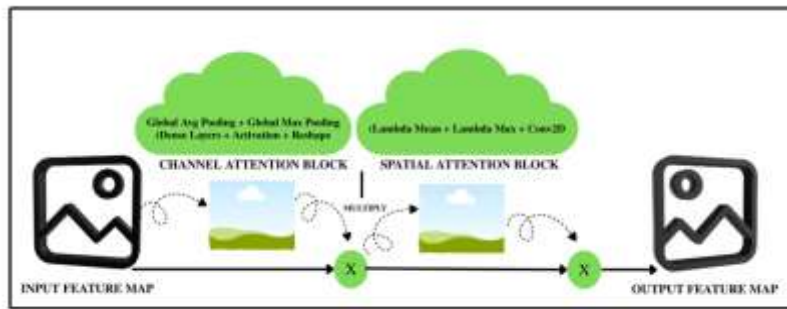 Global Avg Pooling + Global Max Pooling
(Dense Layers + Activation + Reshape
(Lambda Mean + Lambda Max + Conv2D
CHANNEL ATTENTION BLOCK
SPATIAL ATTENTION BLOCK
MULTIPLY
X
X
INPUT FEATURE MAP
OUTPUT FEATURE MAP